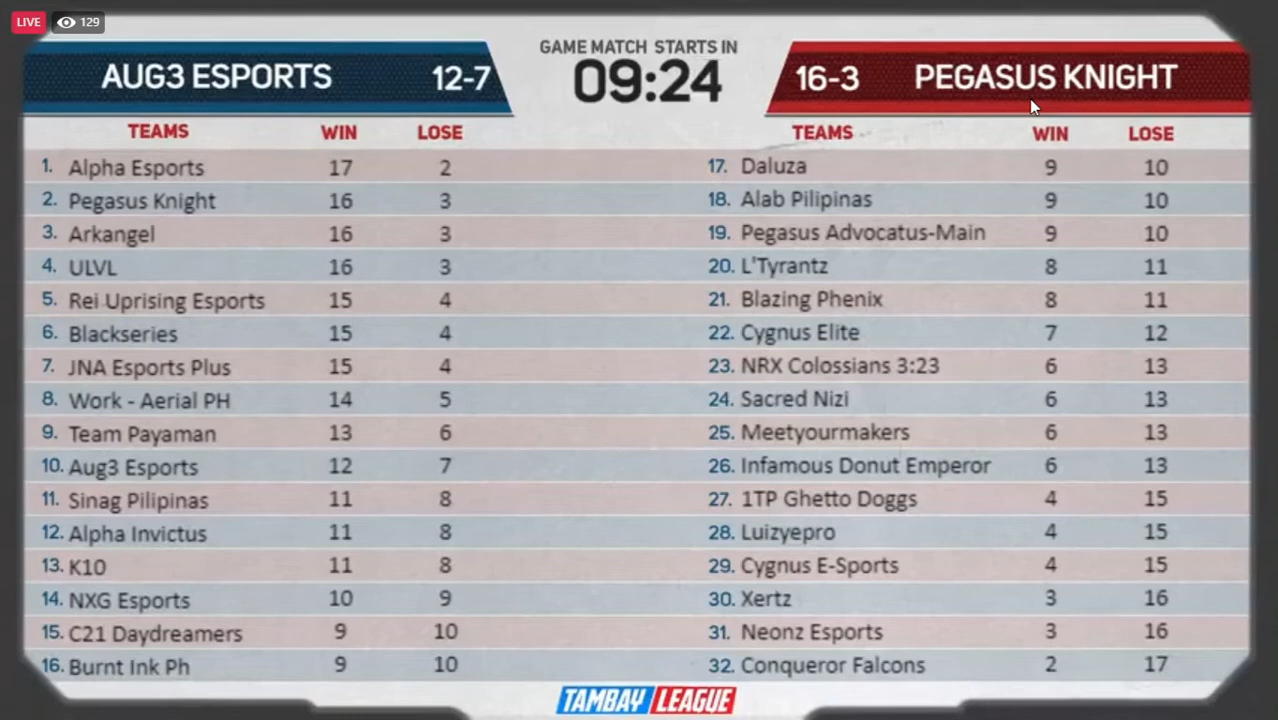 LIVE 129
GAME MATCH STARTS IN
AUG3 ESPORTS 12-7 09:24 16-3 PEGASUS KNIGHT
TEAMS WIN LOSE
1. Alpha Esports 17 2
2. Pegasus Knight 16 3
3. Arkangel 16 3
4. ULVL 16 3
5. Rei Uprising Esports 15 4
6. Blackseries 15 4
7. JNA Esports Plus 15 4
8. Work - Aerial PH 14 5
9. Team Payaman 13 6
10. Aug3 Esports 12 7
11. Sinag Pilipinas 11 8
12. Alpha Invictus 11 8
13. K10 11 8
14. NXG Esports 10 9
15. C21 Daydreamers 9 10
16. Burnt Ink Ph 9 10
TEAMS WIN LOSE
17. Daluza 9 10
18. Alab Pilipinas 9 10
19. Pegasus Advocatus-Main 9 10
20. L'Tyrantz 8 11
21. Blazing Phenix 8 11
22. Cygnus Elite 7 12
23. NRX Colossians 3:23 6 13
24. Sacred Nizi 6 13
25. Meetyourmakers 6 13
26. Infamous Donut Emperor 6 13
27. 1TP Ghetto Doggs 4 15
28. Luizyepro 4 15
29. Cygnus E-Sports 4 15
30. Xertz 3 16
31. Neonz Esports 3 16
32. Conqueror Falcons 2 17
TAMBAY LEAGUE